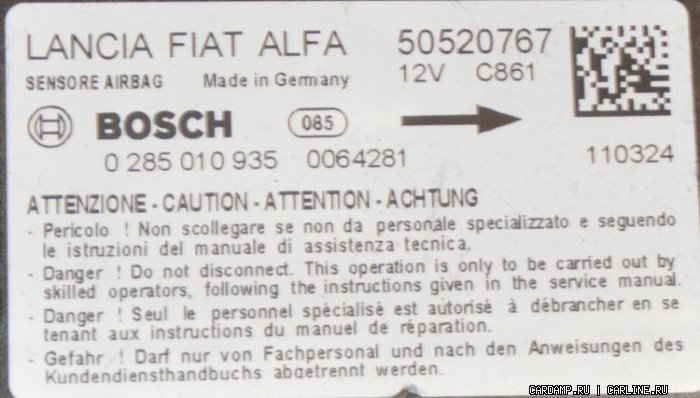 LANCIA FIAT ALFA 50520767
SENSORE AIRBAG Made in Germany 12V C861
BOSCH 085
0 285 010 935 0064281 110324
ATTENZIONE - CAUTION - ATTENTION - ACHTUNG
- Pericolo ! Non scollegare se non da personale specializzato e seguendo
le istruzioni del manuale di assistenza tecnica.
- Danger ! Do not disconnect. This operation is only to be carried out by
skilled operators, following the instructions given in the service manual.
- Danger ! Seul le personnel spécialisé est autorisé à débrancher en se
tenant aux instructions du manuel de réparation.
- Gefahr ! Darf nur von Fachpersonal und nach den Anweisungen des
Kundendiensthandbuchs abgetrennt werden.
CARDAMP.RU | CARLINE.RU